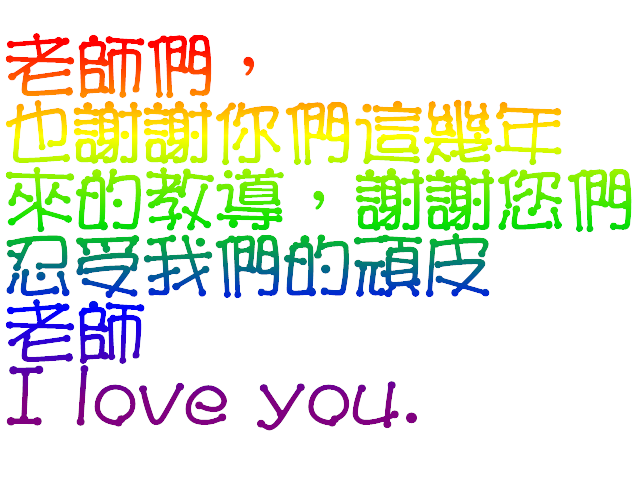 老師們，
也謝謝你們這幾年
來的教導，謝謝您們
忍受我們的頑皮
老師
I love you.